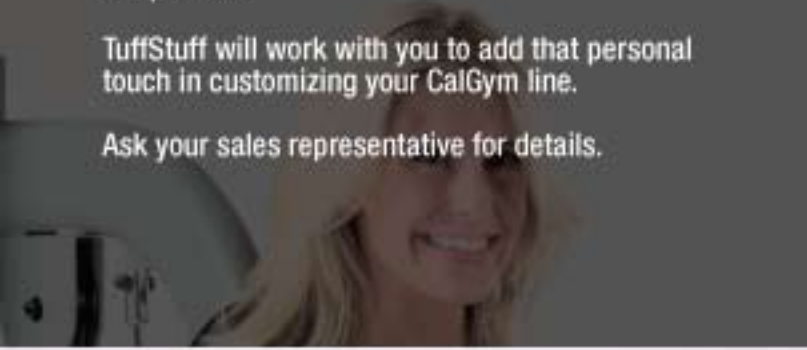 TuffStuff will work with you to add that personal
touch in customizing your CalGym line.
Ask your sales representative for details.